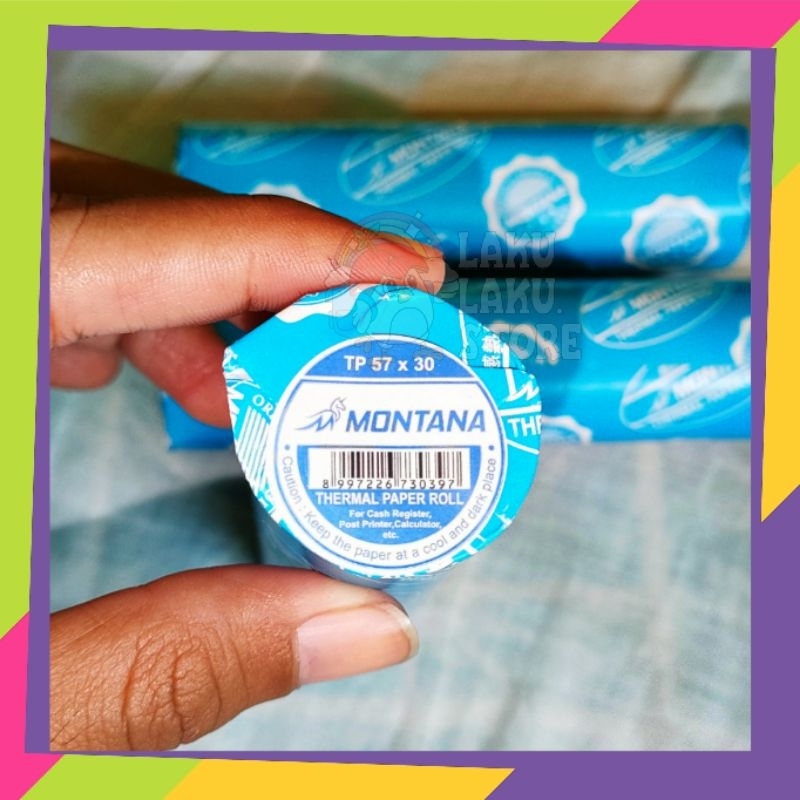 LAKU
LAKU.
STORE
TP 57 x 30
MONTANA
8 997226 730397
THERMAL PAPER ROLL
For Cash Register,
Post Printer,Calculator,
etc.
Caution : Keep the paper at a cool and dark place
MONTANA